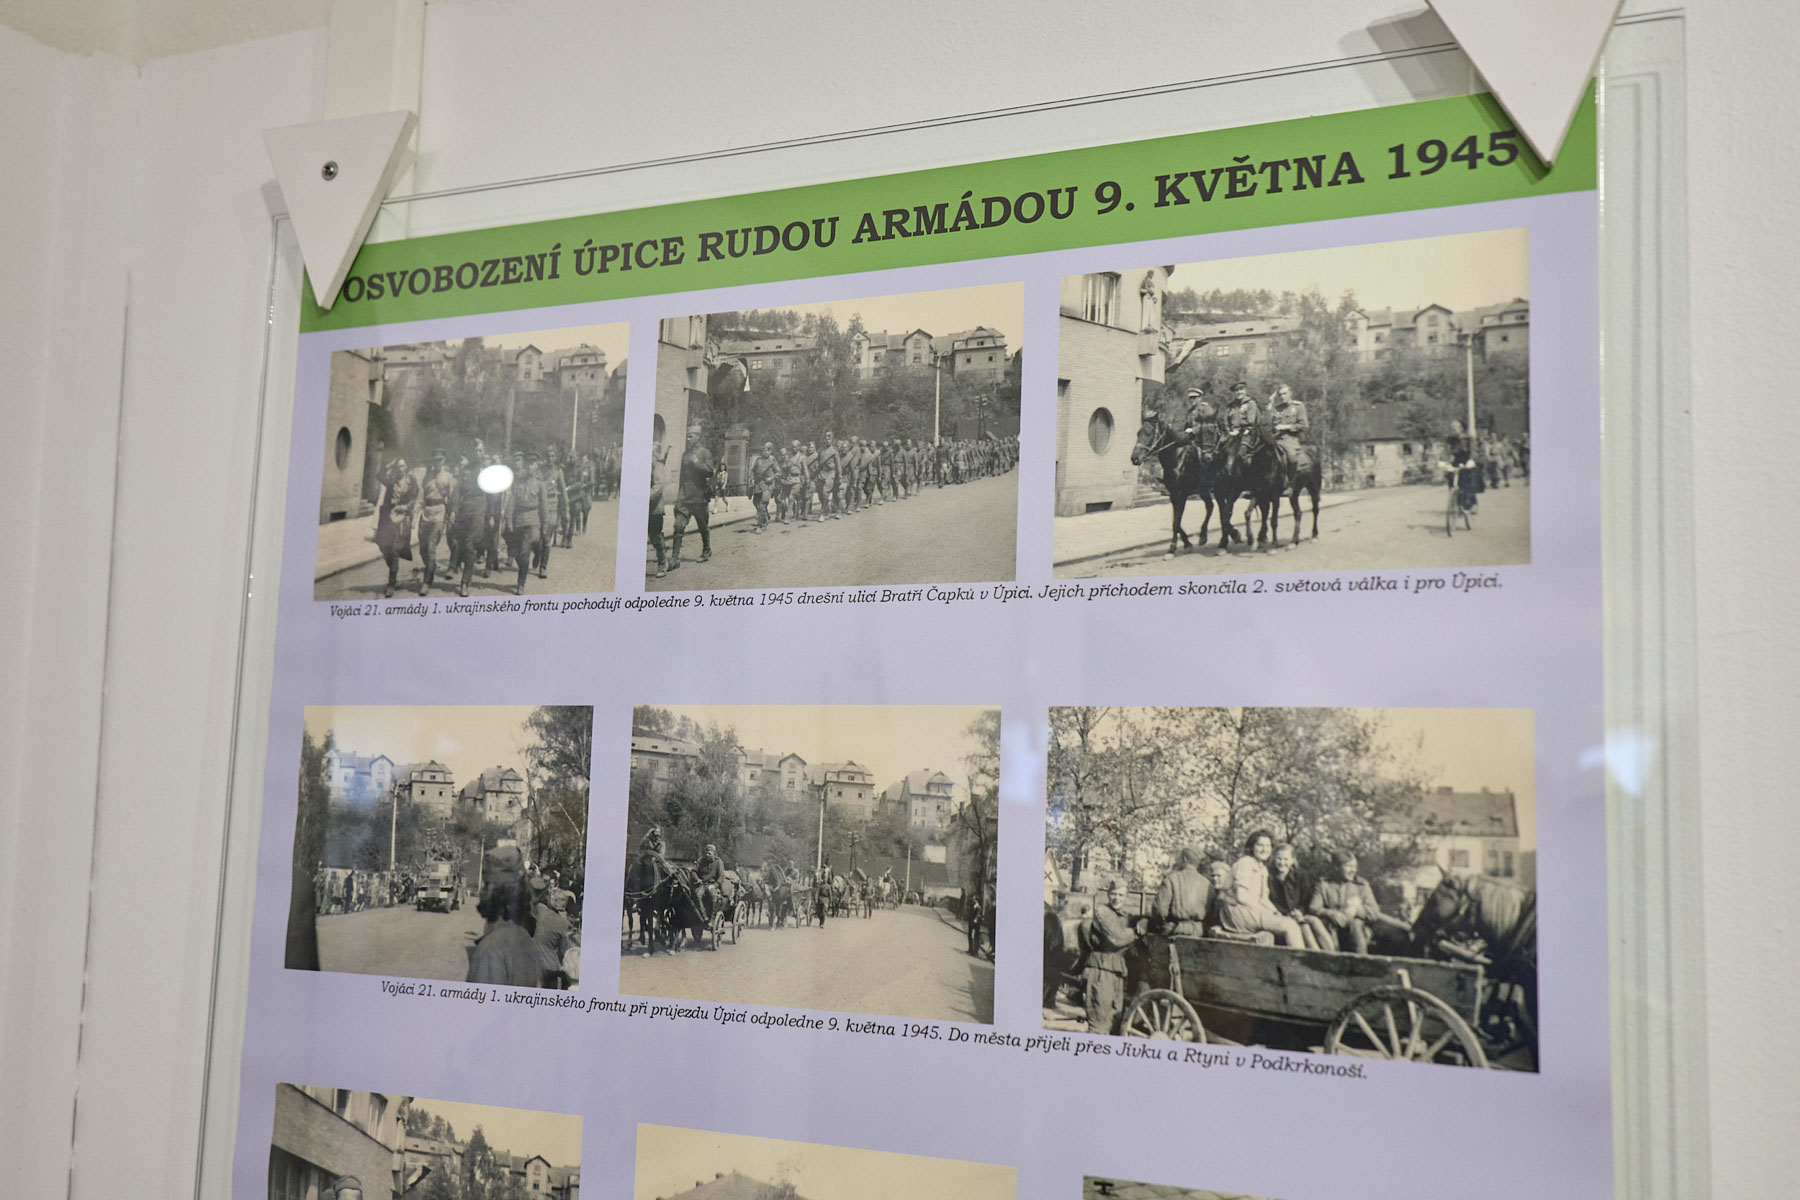 OSVOBOZENÍ ÚPICE RUDOU ARMÁDOU 9. KVĚTNA 1945
Vojáci 21. armády 1. ukrajinského frontu pochodují odpoledne 9. května 1945 dnešní ulicí Bratří Čapků v Úpici. Jejich příchodem skončila 2. světová válka i pro Úpici.
Vojáci 21. armády 1. ukrajinského frontu při průjezdu Úpicí odpoledne 9. května 1945. Do města přijeli přes Jívku a Rtyni v Podkrkonoší.